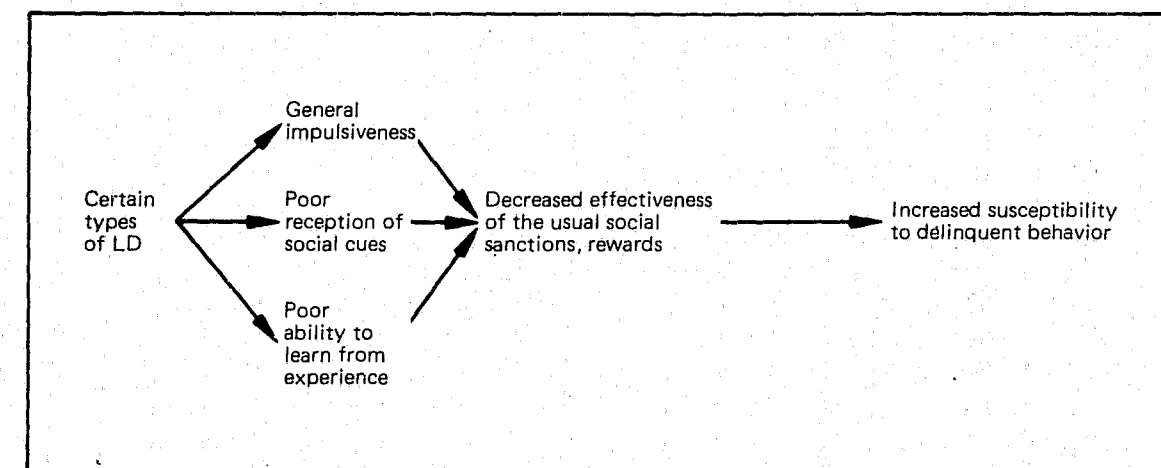 General
impulsiveness
Certain
types
of LD
Poor
reception of
social cues
Decreased effectiveness
of the usual social
sanctions, rewards
Increased susceptibility
to delinquent behavior
Poor
ability to
learn from
experience